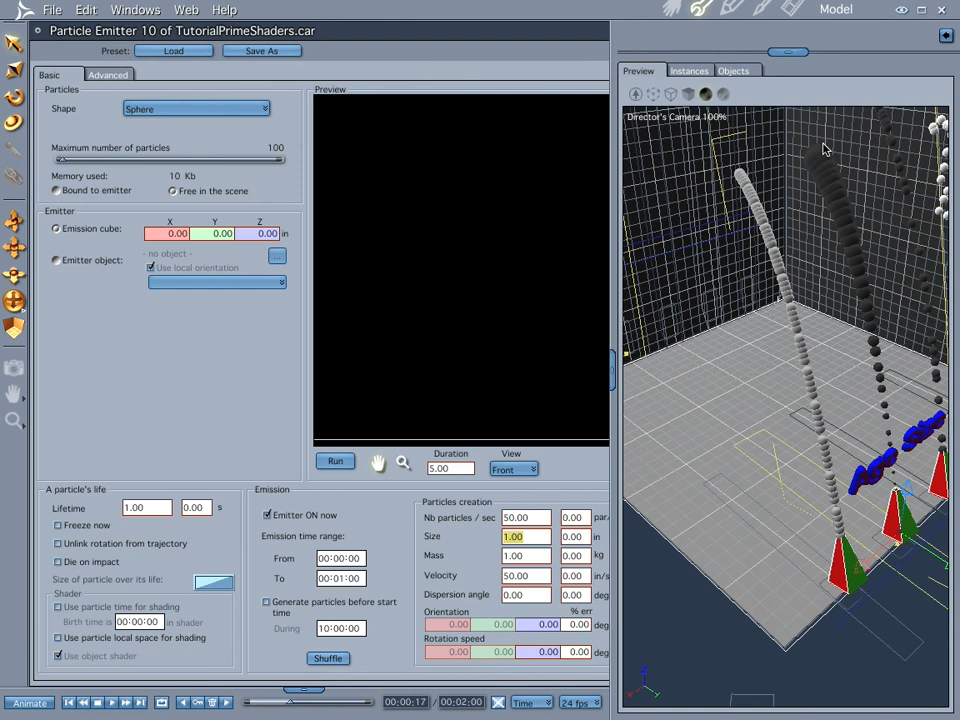 File Edit Windows Web Help Model
Particle Emitter 10 of TutorialPrimeShaders.car
Preset: Load Save As
Basic Advanced
Particles
Shape Sphere
Maximum number of particles 100
Memory used: 10 Kb
Bound to emitter Free in the scene
Emitter
X Y Z
Emission cube: 0.00 0.00 0.00 in
Emitter object: - no object - ...
Use local orientation
Preview
Run
Duration
5.00
View
Front
A particle's life
Lifetime 1.00 0.00 s
Freeze now
Unlink rotation from trajectory
Die on impact
Size of particle over its life:
Shader
Use particle time for shading
Birth time is 00:00:00 in shader
Use particle local space for shading
Use object shader
Emission
Emitter ON now
Emission time range:
From 00:00:00
To 00:01:00
Generate particles before start
time
During 10:00:00
Shuffle
Particles creation
Nb particles / sec 50.00 0.00 par/
Size 1.00 0.00 in
Mass 1.00 0.00 kg
Velocity 50.00 0.00 in/s
Dispersion angle 0.00 0.00 deg
Orientation % err
0.00 0.00 0.00 0.00 deg
Rotation speed
0.00 0.00 0.00 0.00 deg
Preview Instances Objects
Director's Camera 100%
Z
X
Y
Animate 00:00:17 / 00:02:00 Time 24 fps